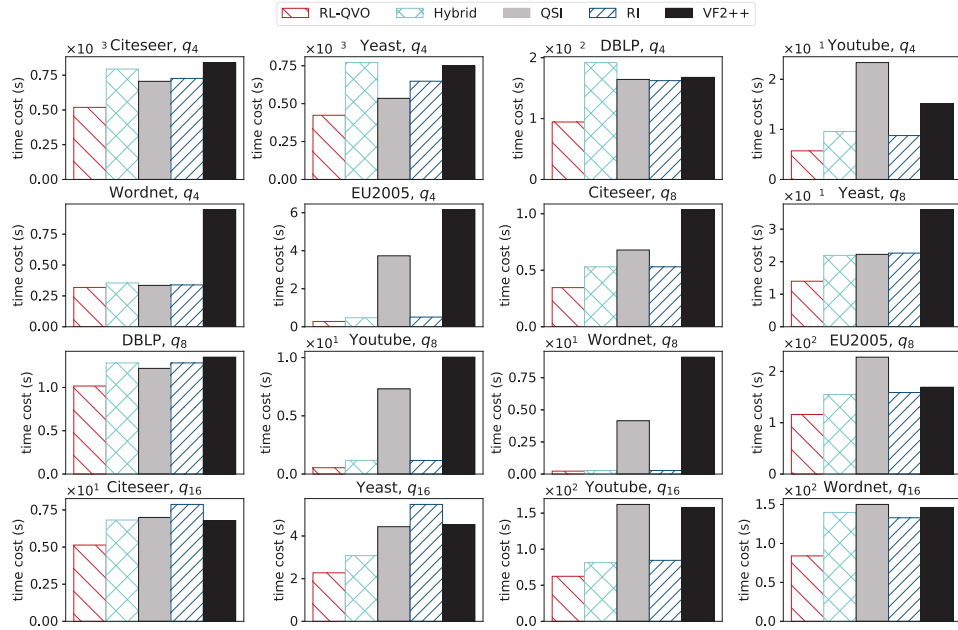 RL-QVO Hybrid QSI RI VF2++
×10 3 Citeseer, q4
time cost (s)
0.75
0.50
0.25
0.00
×10 3 Yeast, q4
time cost (s)
0.75
0.50
0.25
0.00
×10 2 DBLP, q4
time cost (s)
2
1
0
×10 1 Youtube, q4
time cost (s)
2
1
0
Wordnet, q4
time cost (s)
0.75
0.50
0.25
0.00
EU2005, q4
time cost (s)
6
4
2
0
Citeseer, q8
time cost (s)
1.0
0.5
0.0
×10 1 Yeast, q8
time cost (s)
3
2
1
0
DBLP, q8
time cost (s)
1.0
0.5
0.0
×10¹ Youtube, q8
time cost (s)
1.0
0.5
0.0
×10¹ Wordnet, q8
time cost (s)
0.75
0.50
0.25
0.00
×10² EU2005, q8
time cost (s)
2
1
0
×10¹ Citeseer, q16
time cost (s)
0.75
0.50
0.25
0.00
Yeast, q16
time cost (s)
4
2
0
×10² Youtube, q16
time cost (s)
1.5
1.0
0.5
0.0
×10² Wordnet, q16
time cost (s)
1.5
1.0
0.5
0.0